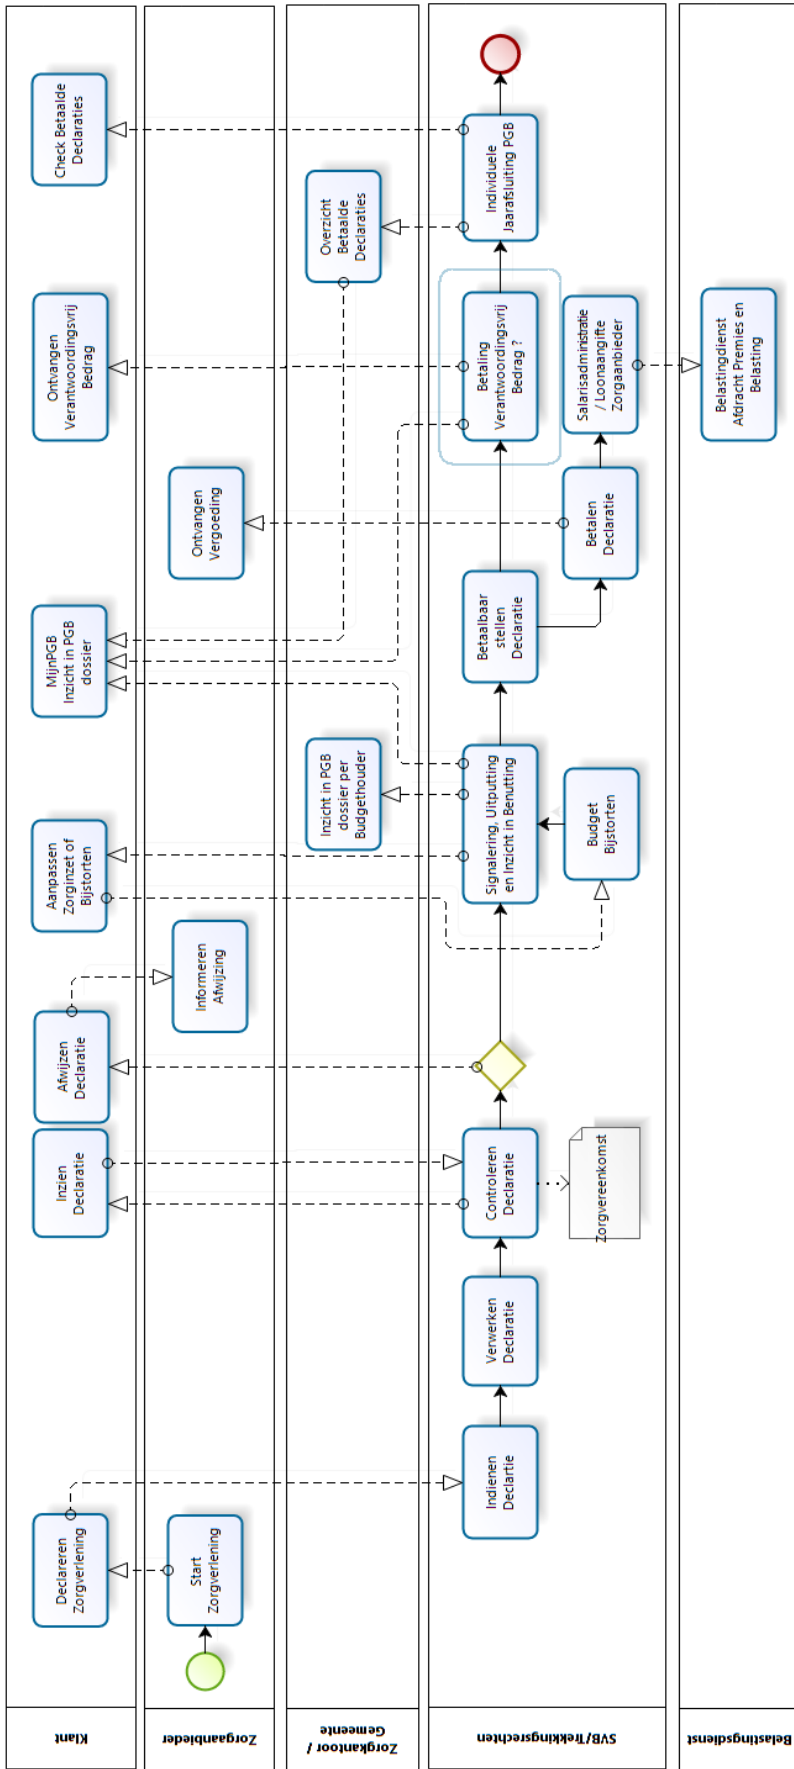 Klant
Declareren
Zorgverlening
Inzien
Declaratie
Afwijzen
Declaratie
Aanpassen
Zorginzet of
Bijstorten
MijnPGB
Inzicht in PGB
dossier
Ontvangen
Verantwoordingsvrij
Bedrag
Check Betaalde
Declaraties
Zorgaanbieder
Start
Zorgverlening
Informeren
Afwijzing
Ontvangen
Vergoeding
Zorgkantoor /
Gemeente
Inzicht in PGB
dossier per
Budgethouder
Overzicht
Betaalde
Declaraties
SVB/Trekkingsrechten
Indienen
Declartie
Verwerken
Declaratie
Controleren
Declaratie
Zorgvereenkomst
Signalering, Uitputting
en Inzicht in Benutting
Budget
Bijstorten
Betaalbaar
stellen
Declaratie
Betalen
Declaratie
Betaling
Verantwoordingsvrij
Bedrag ?
Salarisadministratie
/ Loonaangifte
Zorgaanbieder
Individuele
Jaarafsluiting PGB
Belastingsdienst
Belastingdienst
Afdracht Premies en
Belasting